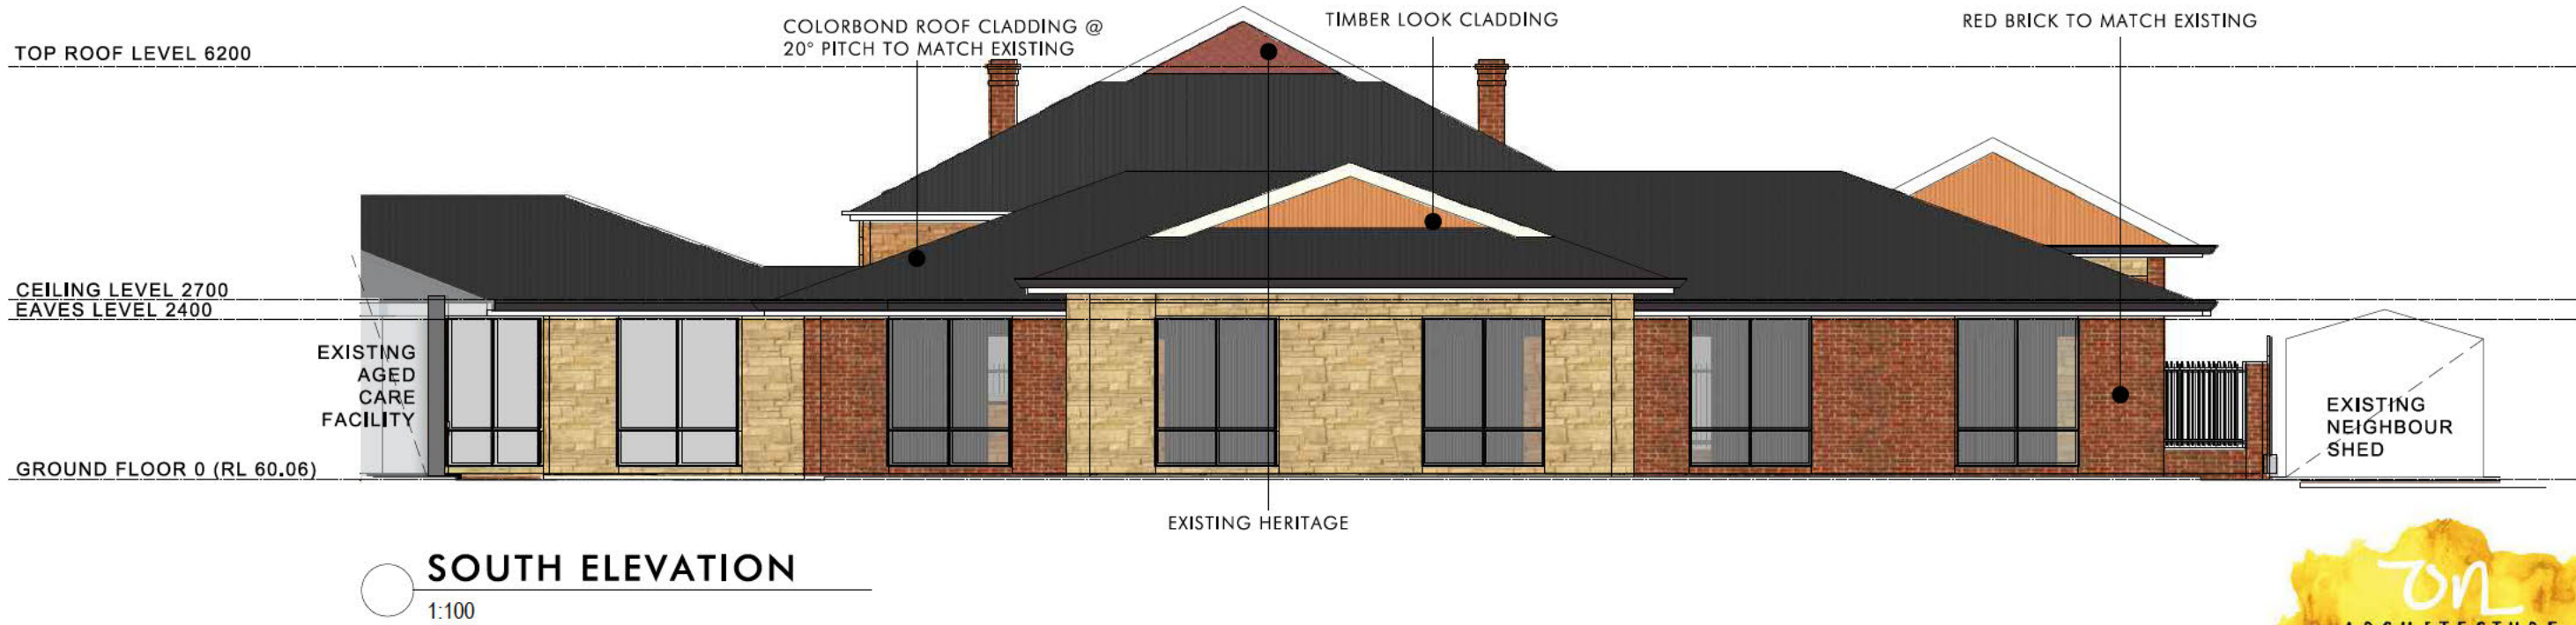 COLORBOND ROOF CLADDING @
20° PITCH TO MATCH EXISTING
TIMBER LOOK CLADDING
RED BRICK TO MATCH EXISTING
TOP ROOF LEVEL 6200
CEILING LEVEL 2700
EAVES LEVEL 2400
EXISTING
AGED
CARE
FACILITY
EXISTING
NEIGHBOUR
SHED
GROUND FLOOR 0 (RL 60.06)
EXISTING HERITAGE
SOUTH ELEVATION
1:100
on
ARCHITECTURE